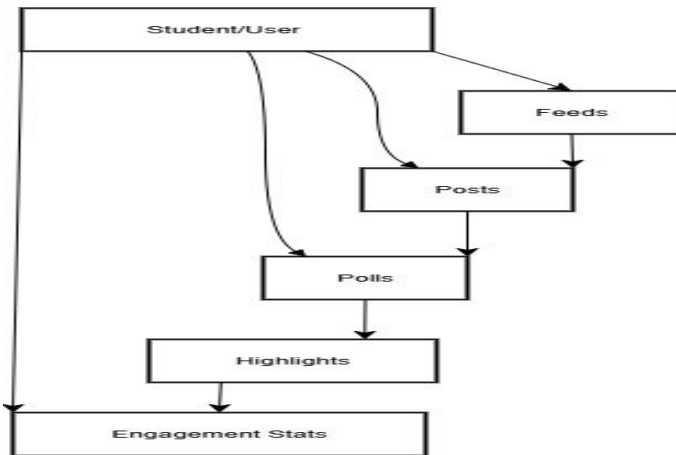 Student/User
Feeds
Posts
Polls
Highlights
Engagement Stats